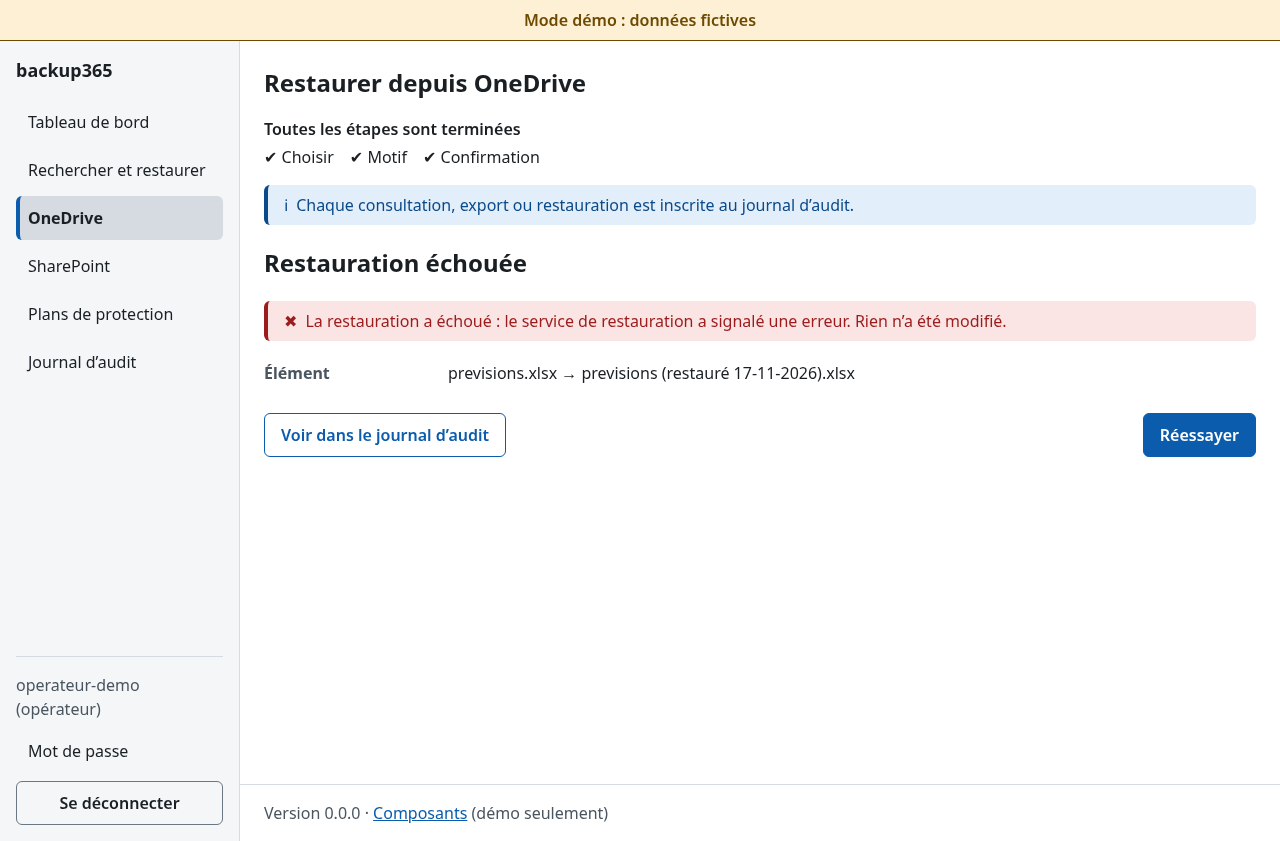 Mode démo : données fictives
backup365
Tableau de bord
Rechercher et restaurer
OneDrive
SharePoint
Plans de protection
Journal d’audit
operateur-demo
(opérateur)
Mot de passe
Se déconnecter
Restaurer depuis OneDrive
Toutes les étapes sont terminées
✔ Choisir ✔ Motif ✔ Confirmation
i Chaque consultation, export ou restauration est inscrite au journal d’audit.
Restauration échouée
✖ La restauration a échoué : le service de restauration a signalé une erreur. Rien n’a été modifié.
Élément previsions.xlsx → previsions (restauré 17-11-2026).xlsx
Voir dans le journal d’audit
Réessayer
Version 0.0.0 · Composants (démo seulement)